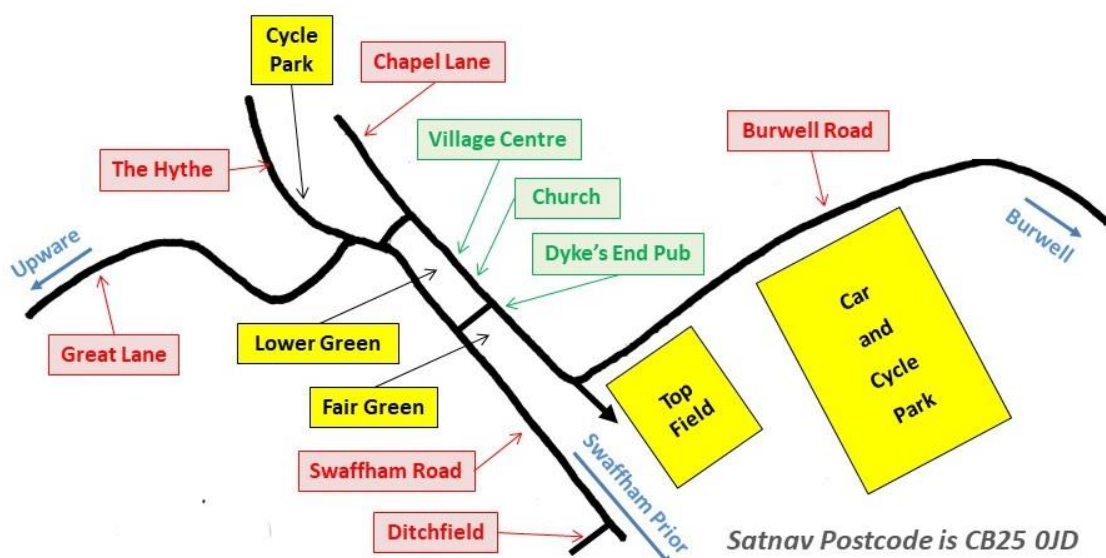 Cycle
Park
Chapel Lane
Village Centre
Burwell Road
The Hythe
Church
Dyke's End Pub
Upware
Burwell
Great Lane
Lower Green
Fair Green
Top
Field
Car
and
Cycle
Park
Swaffham Road
Swaffham Prior
Ditchfield
Satnav Postcode is CB25 0JD